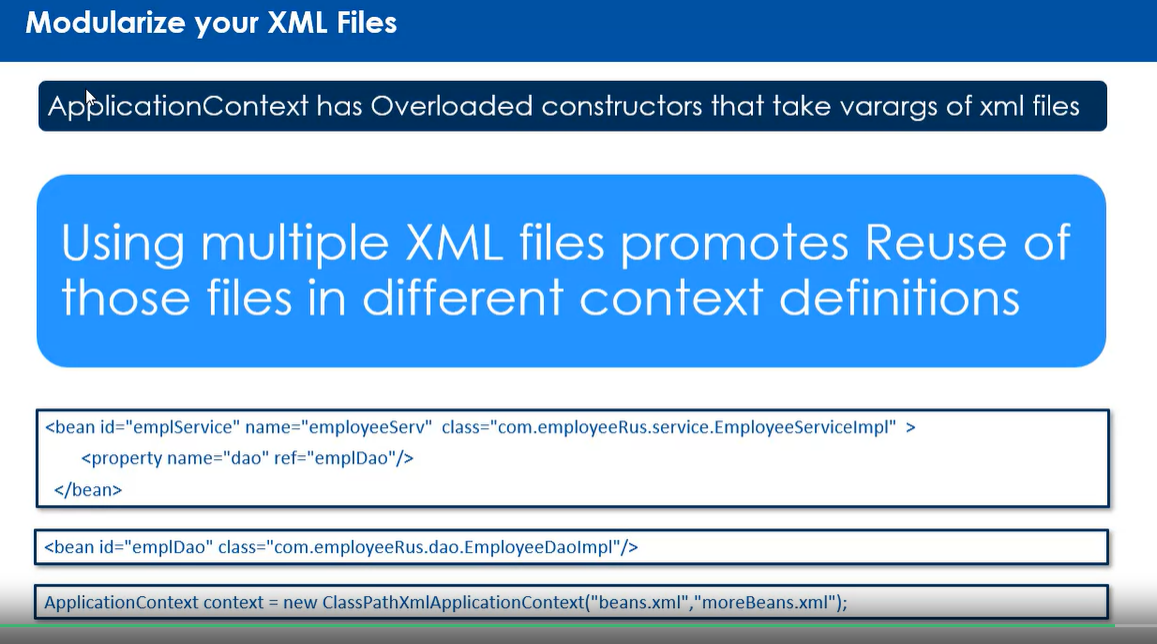 Modularize your XML Files
ApplicationContext has Overloaded constructors that take varargs of xml files
Using multiple XML files promotes Reuse of
those files in different context definitions
<bean id="emplService" name="employeeServ"  class="com.employeeRus.service.EmployeeServiceImpl"  >
<property name="dao" ref="emplDao"/>
</bean>
<bean id="emplDao" class="com.employeeRus.dao.EmployeeDaoImpl"/>
ApplicationContext context = new ClassPathXmlApplicationContext("beans.xml","moreBeans.xml");